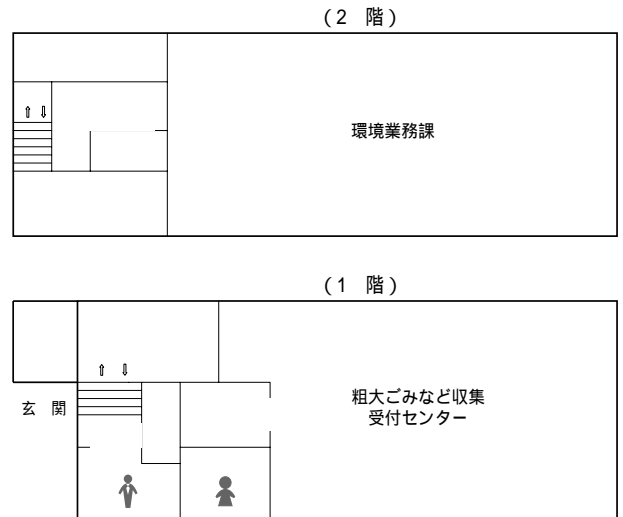 (2 階)
環境業務課
(1 階)
玄 関
粗大ごみなど収集
受付センター